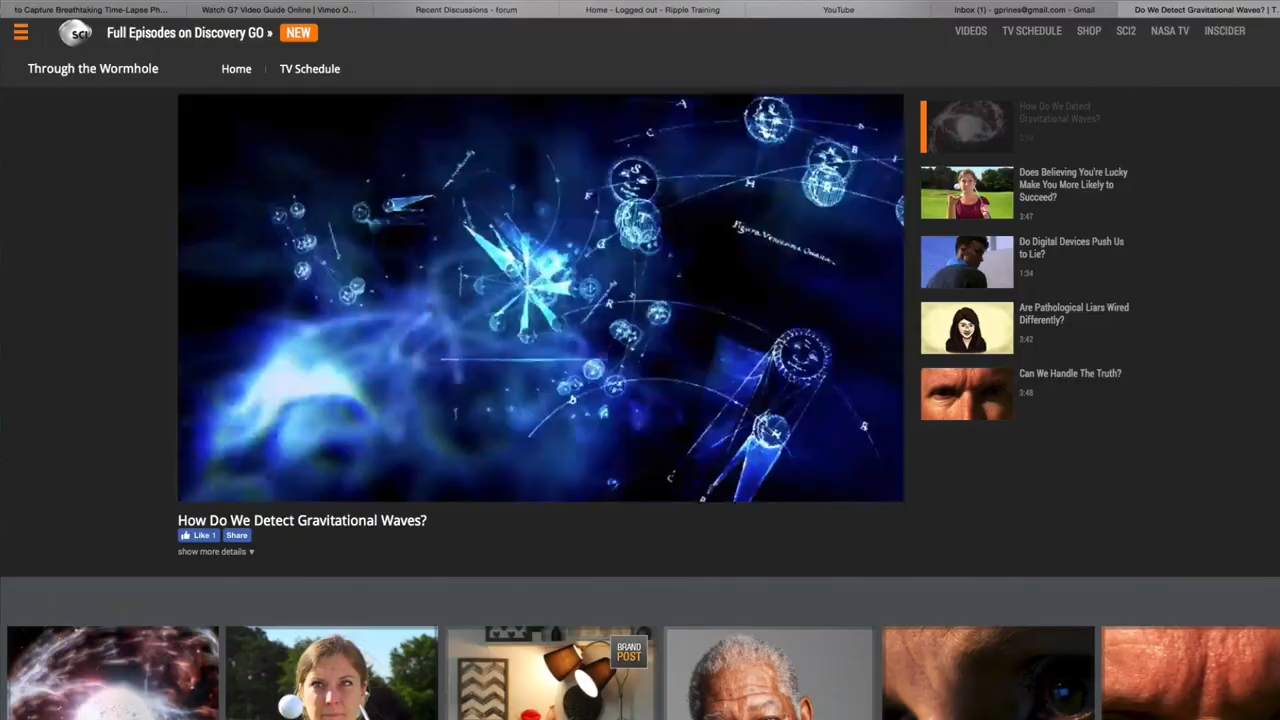 to Capture Breathtaking Time-Lapse Ph...
Watch G7 Video Guide Online | Vimeo O...
Recent Discussions - forum
Home - Logged out - Ripple Training
YouTube
Inbox (1) - gprinea@gmail.com - Gmail
Do We Detect Gravitational Waves? | T...
SCI
Full Episodes on Discovery GO »
NEW
VIDEOS
TV SCHEDULE
SHOP
SCI2
NASA TV
INSCIDER
Through the Wormhole
Home
TV Schedule
How Do We Detect
Gravitational Waves?
Does Believing You're Lucky
Make You More Likely to
Succeed?
3:47
Do Digital Devices Push Us
to Lie?
1:34
Are Pathological Liars Wired
Differently?
3:42
Can We Handle The Truth?
3:48
How Do We Detect Gravitational Waves?
Like 1
Share
show more details ▼
BRAND
POST